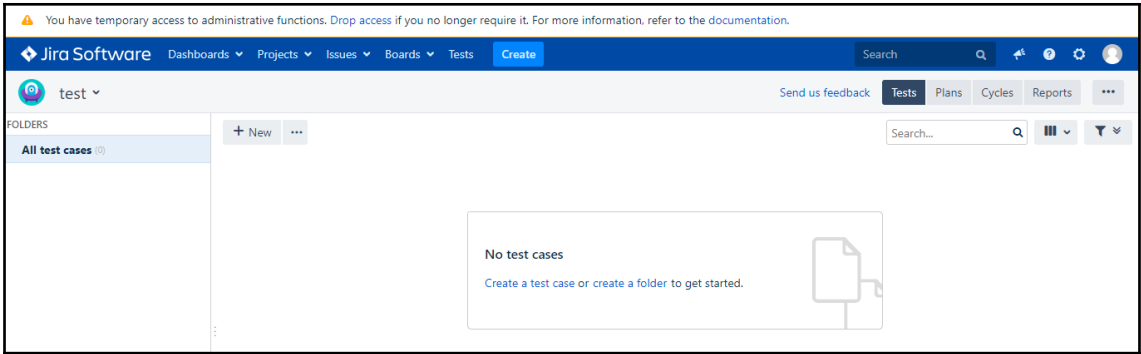 You have temporary access to administrative functions. Drop access if you no longer require it. For more information, refer to the documentation.
Jira Software Dashboards Projects Issues Boards Tests Create Search
test Send us feedback Tests Plans Cycles Reports
FOLDERS
+ New ... Search...
All test cases (0)
No test cases
Create a test case or create a folder to get started.